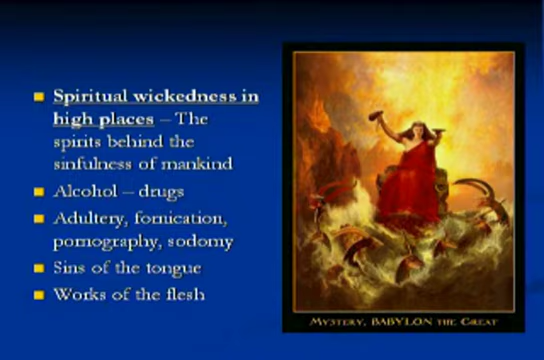 Spiritual wickedness in
high places – The
spirits behind the
sinfulness of mankind
Alcohol – drugs
Adultery, fornication,
pornography, sodomy
Sins of the tongue
Works of the flesh
MYSTERY, BABYLON THE GREAT